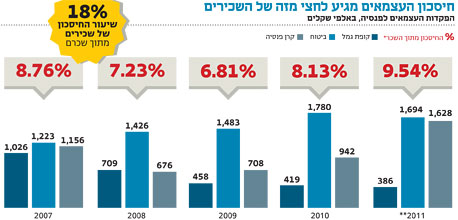 חיסכון העצמאים מגיע לחצי מזה של השכירים
הפקדות העצמאים לפנסיה, באלפי שקלים
% החיסכון מתוך השכר*
קופת גמל
ביטוח
קרן פנסיה
18%
שיעור החיסכון
של שכירים
מתוך שכרם
8.76% 7.23% 6.81% 8.13% 9.54%
1,026 1,223 1,156
709 1,426 676
458 1,483 708
419 1,780 942
386 1,694 1,628
2007 2008 2009 2010 **2011